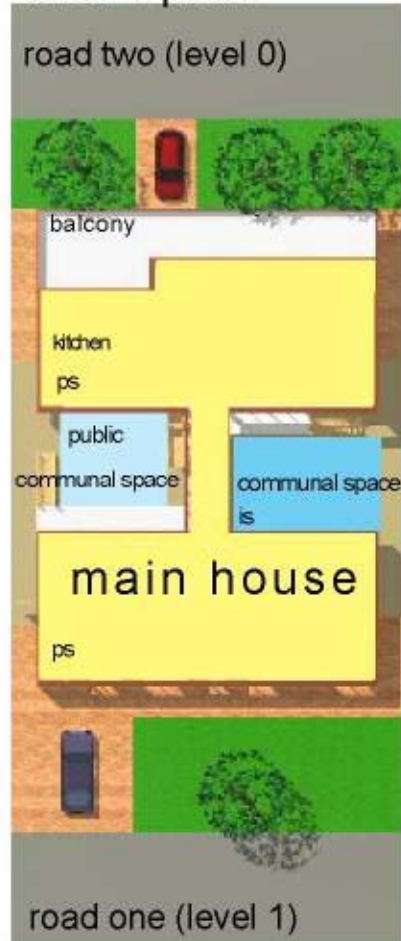 road two (level 0)
balcony
kitchen
ps
public
communal space
communal space
is
main house
ps
road one (level 1)